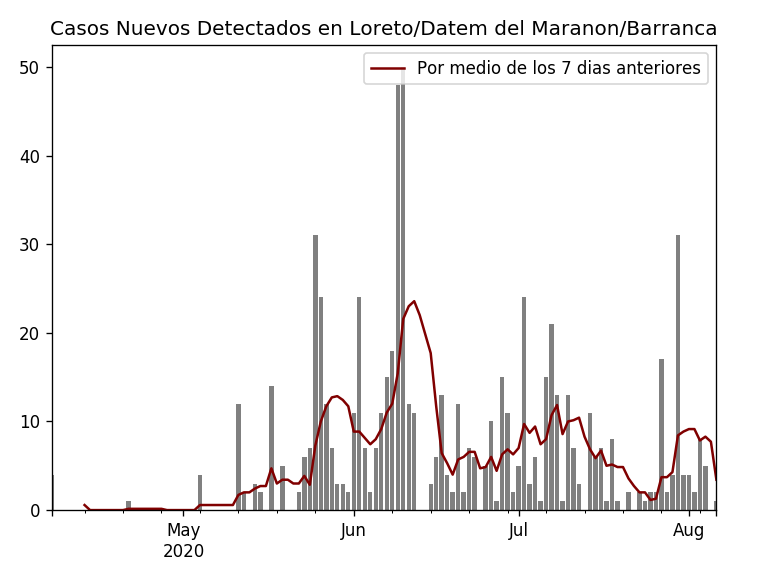 Casos Nuevos Detectados en Loreto/Datem del Maranon/Barranca
Por medio de los 7 dias anteriores
50
40
30
20
10
0
May Jun Jul Aug
2020